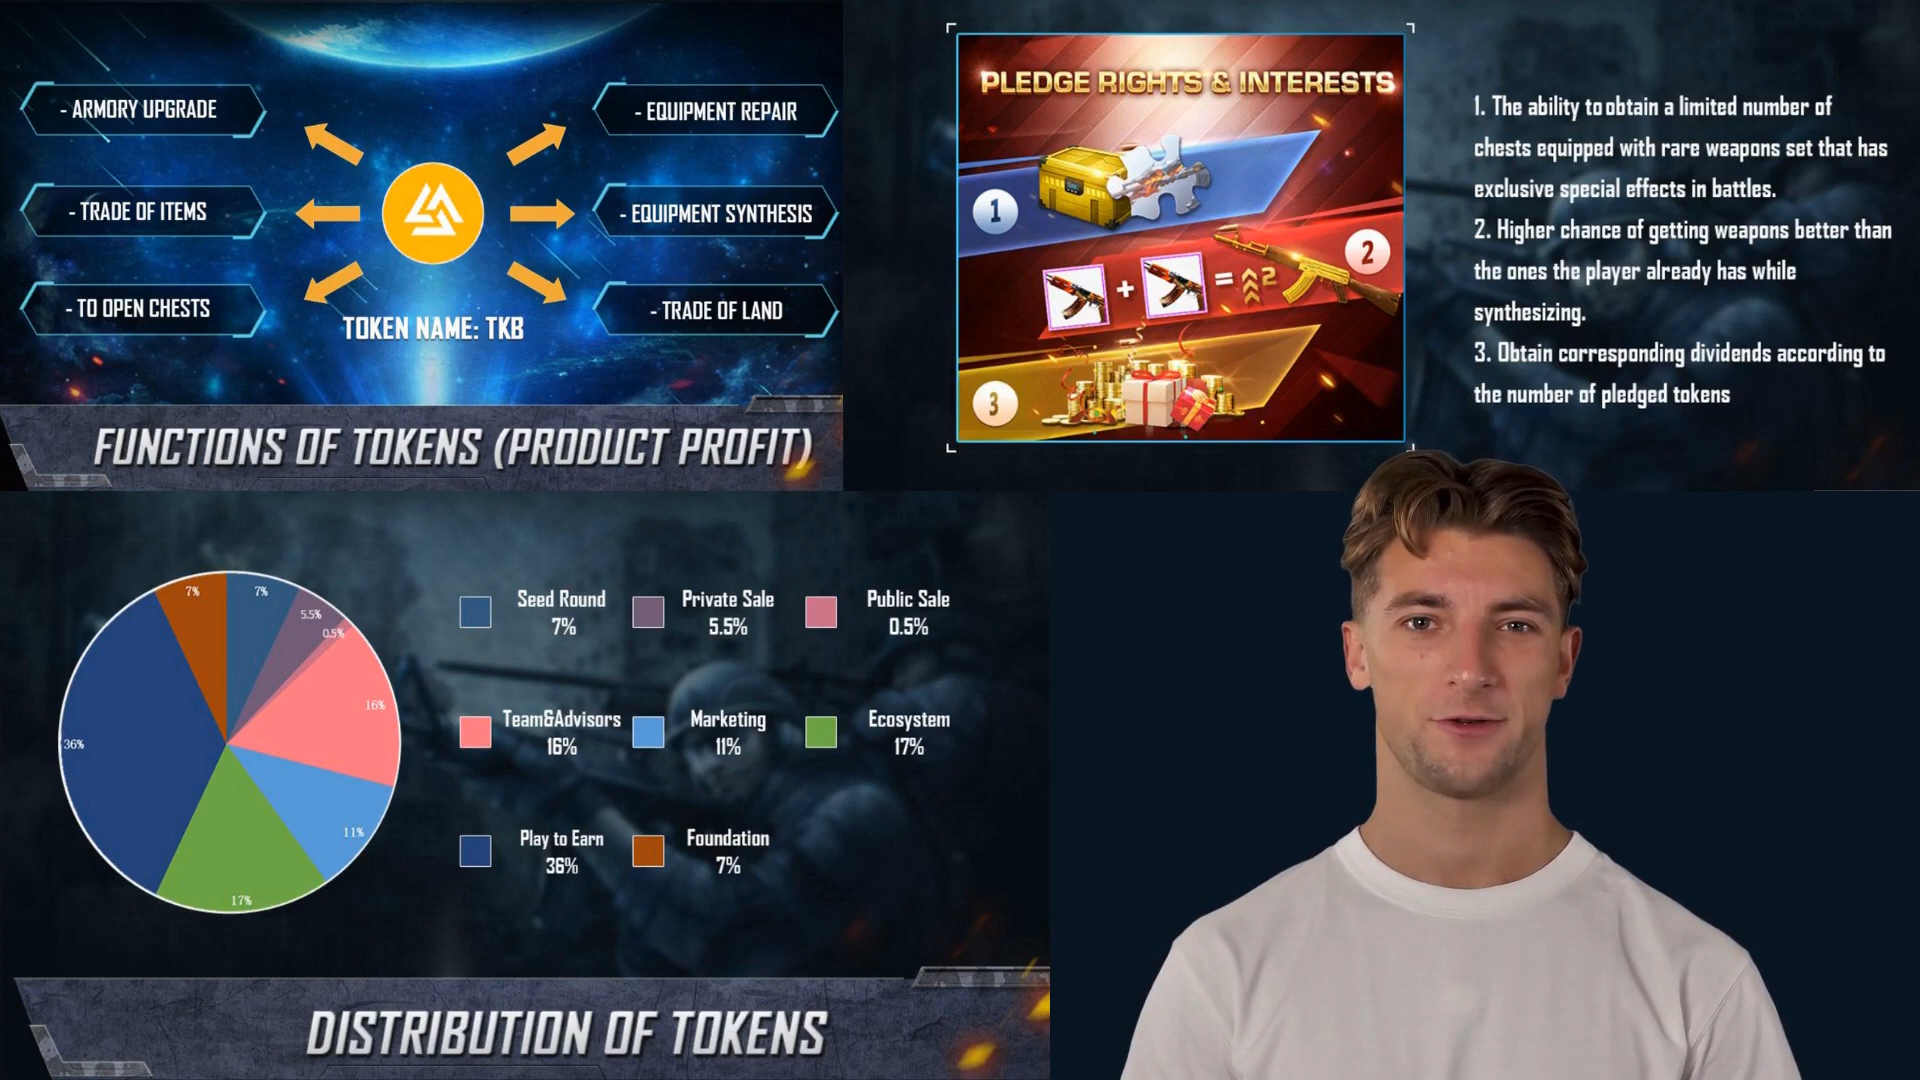 - ARMORY UPGRADE
- TRADE OF ITEMS
- TO OPEN CHESTS
- EQUIPMENT REPAIR
- EQUIPMENT SYNTHESIS
- TRADE OF LAND
TOKEN NAME: TKB
FUNCTIONS OF TOKENS (PRODUCT PROFIT)
PLEDGE RIGHTS & INTERESTS
1
2
+ = 2
3
1. The ability to obtain a limited number of
chests equipped with rare weapons set that has
exclusive special effects in battles.
2. Higher chance of getting weapons better than
the ones the player already has while
synthesizing.
3. Obtain corresponding dividends according to
the number of pledged tokens
7%
7%
5.5%
0.5%
16%
36%
11%
17%
Seed Round
7%
Private Sale
5.5%
Public Sale
0.5%
Team&Advisors
16%
Marketing
11%
Ecosystem
17%
Play to Earn
36%
Foundation
7%
DISTRIBUTION OF TOKENS